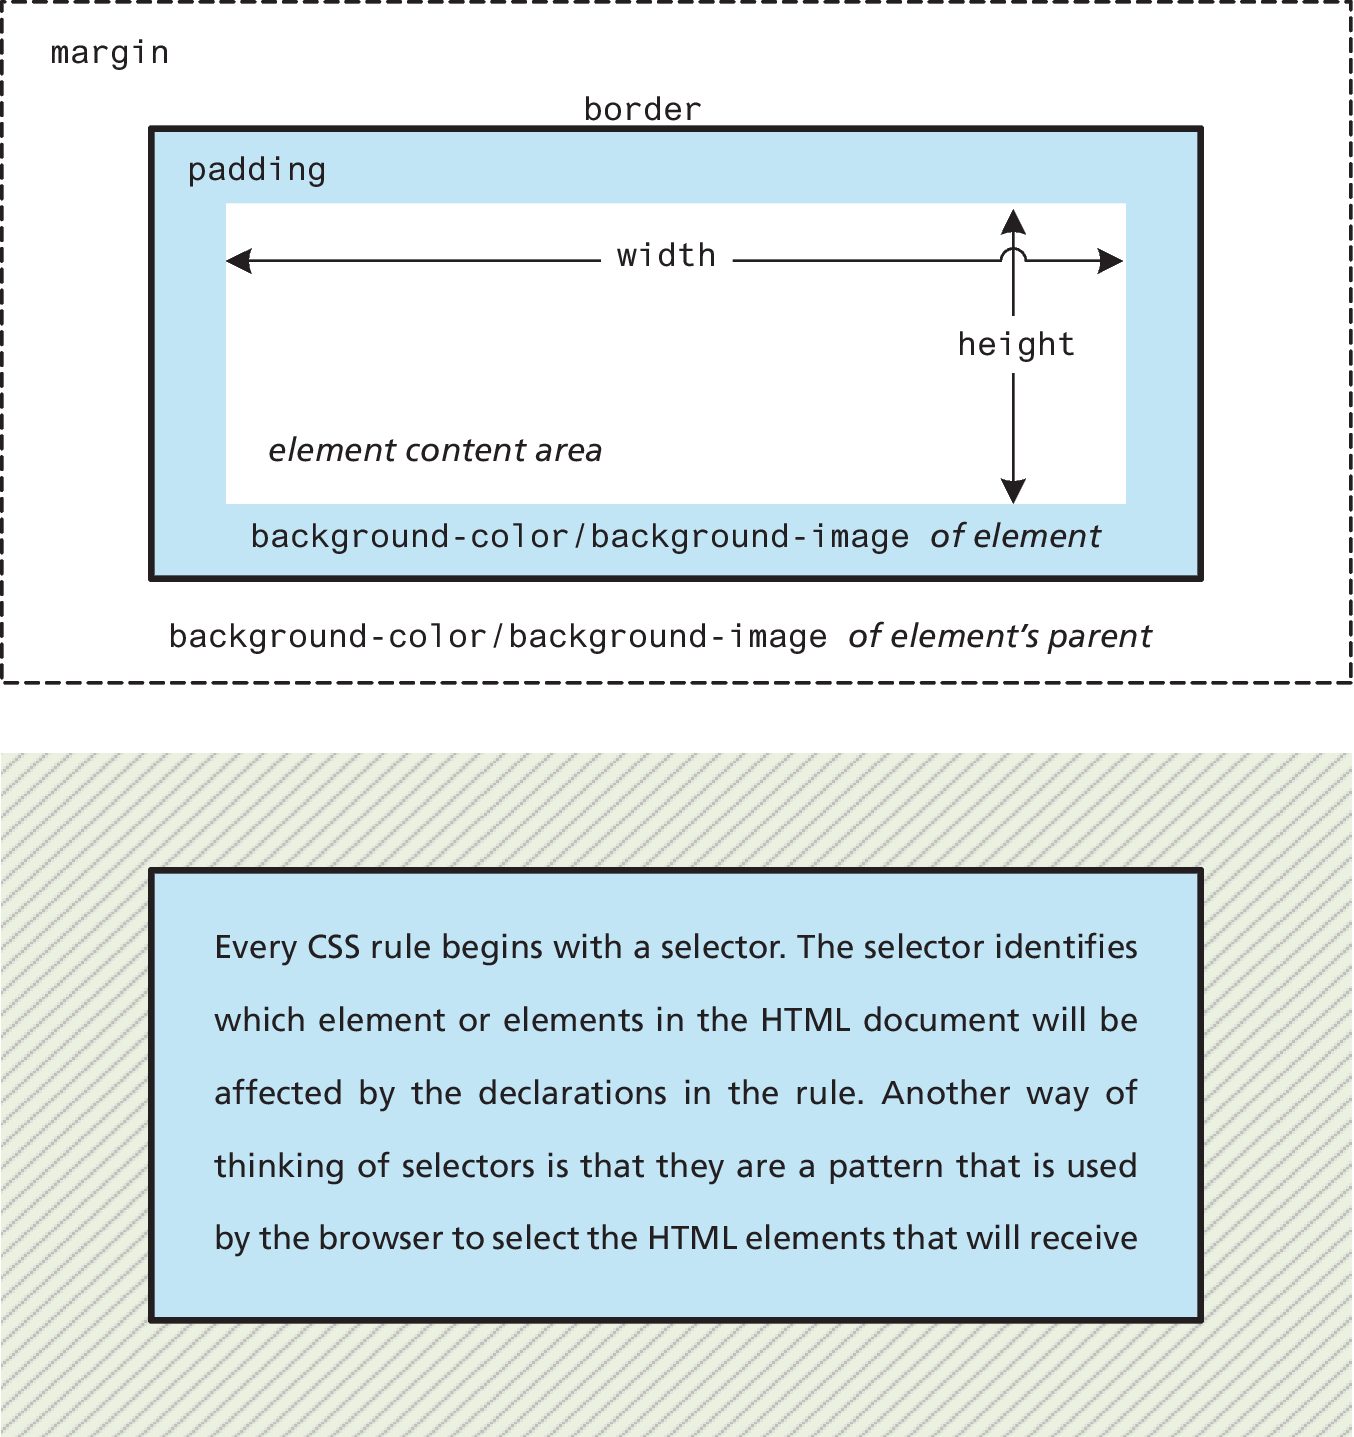 margin
border
padding
width
height
element content area
background-color/background-image of element
background-color/background-image of element’s parent
Every CSS rule begins with a selector. The selector identifies
which element or elements in the HTML document will be
affected by the declarations in the rule. Another way of
thinking of selectors is that they are a pattern that is used
by the browser to select the HTML elements that will receive